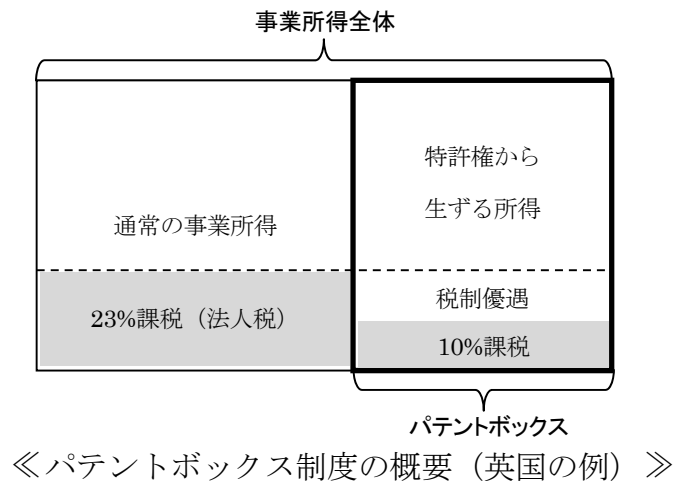 事業所得全体
特許権から
生ずる所得
通常の事業所得
税制優遇
23%課税（法人税）
10%課税
パテントボックス
≪パテントボックス制度の概要（英国の例）≫